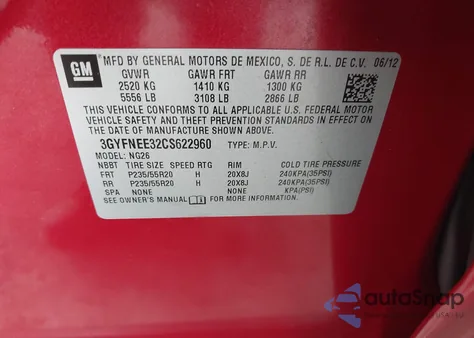 GM
MFD BY GENERAL MOTORS DE MEXICO, S. DE R.L. DE C.V. 06/12
GVWR GAWR FRT GAWR RR
2520 KG 1410 KG 1300 KG
5556 LB 3108 LB 2866 LB
THIS VEHICLE CONFORMS TO ALL APPLICABLE U.S. FEDERAL MOTOR
VEHICLE SAFETY AND THEFT PREVENTION STANDARDS IN EFFECT ON
THE DATE OF MANUFACTURE SHOWN ABOVE.
3GYFNEE32CS622960 TYPE: M.P.V.
MODEL: NG26
NBBT TIRE SIZE SPEED RTG RIM COLD TIRE PRESSURE
FRT P235/55R20 H 20X8J 240KPA(35PSI)
RR P235/55R20 H 20X8J 240KPA(35PSI)
SPA NONE NONE KPA(PSI)
SEE OWNER'S MANUAL FOR MORE INFORMATION.
autoSnap